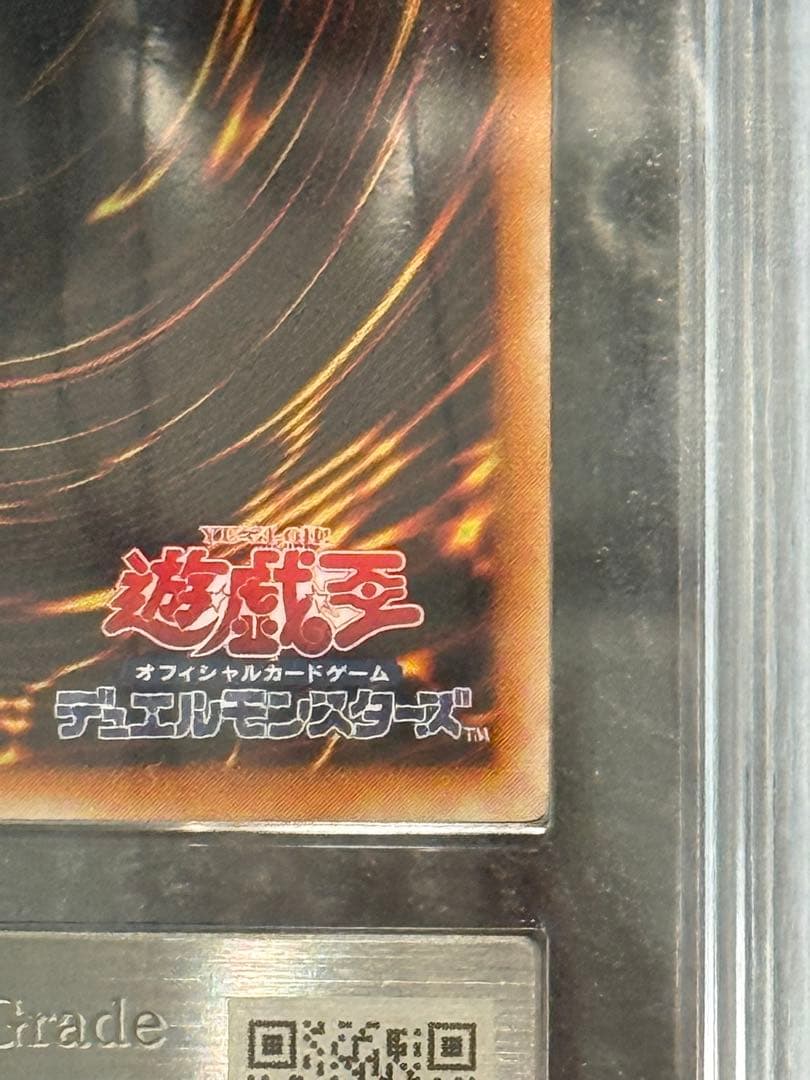 YU-GI-OH!
遊戯王
オフィシャルカードゲーム
デュエルモンスターズ TM
Grade